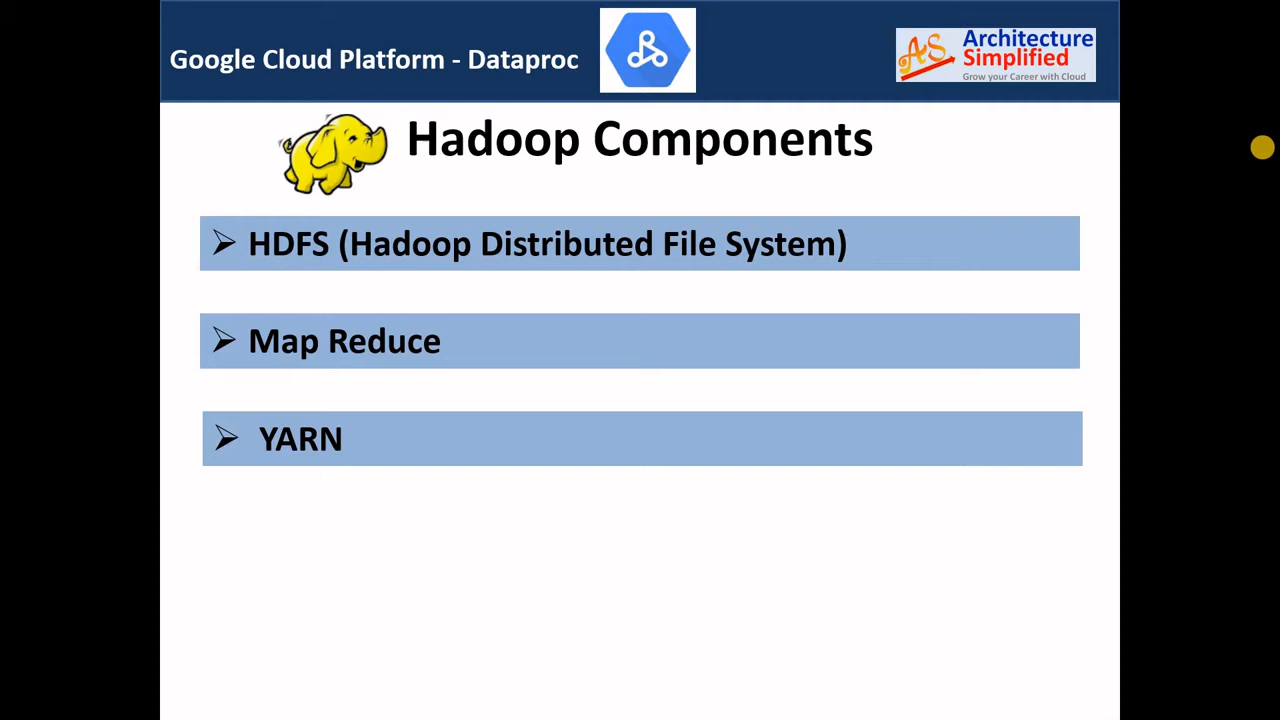 Google Cloud Platform - Dataproc
Architecture
Simplified
Grow your Career with Cloud
Hadoop Components
➢ HDFS (Hadoop Distributed File System)
➢ Map Reduce
➢ YARN